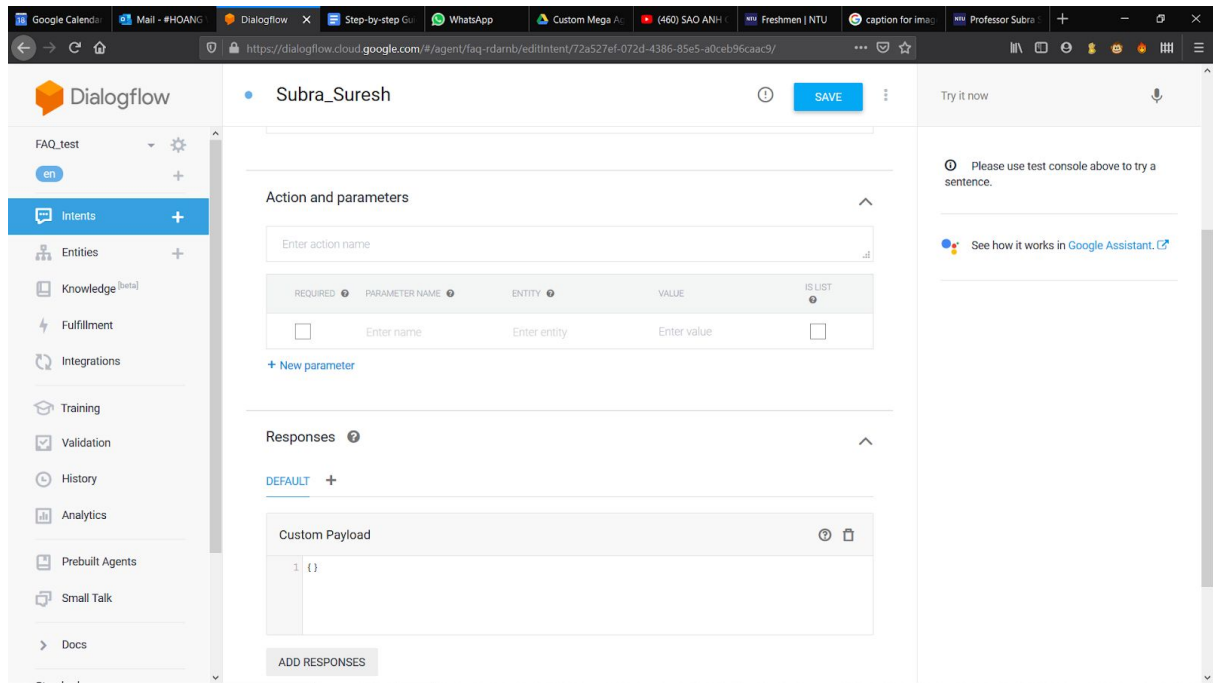 Google Calendar
Mail - #HOANG
Dialogflow
Step-by-step Gui
WhatsApp
Custom Mega Ag
(460) SAO ANH
NTU Freshmen | NTU
caption for imag
NTU Professor Subra S
https://dialogflow.cloud.google.com/#/agent/faq-rdarnb/editIntent/72a527ef-072d-4386-85e5-a0ceb96caac9/
Dialogflow
Subra_Suresh
SAVE
Try it now
FAQ_test
en
Please use test console above to try a
sentence.
Intents
Action and parameters
Enter action name
See how it works in Google Assistant.
Entities
Knowledge [beta]
REQUIRED PARAMETER NAME ENTITY VALUE IS LIST
Fulfillment
Enter name Enter entity Enter value
Integrations
+ New parameter
Training
Responses
Validation
History
DEFAULT +
Analytics
Custom Payload
Prebuilt Agents
1 {}
Small Talk
Docs
ADD RESPONSES